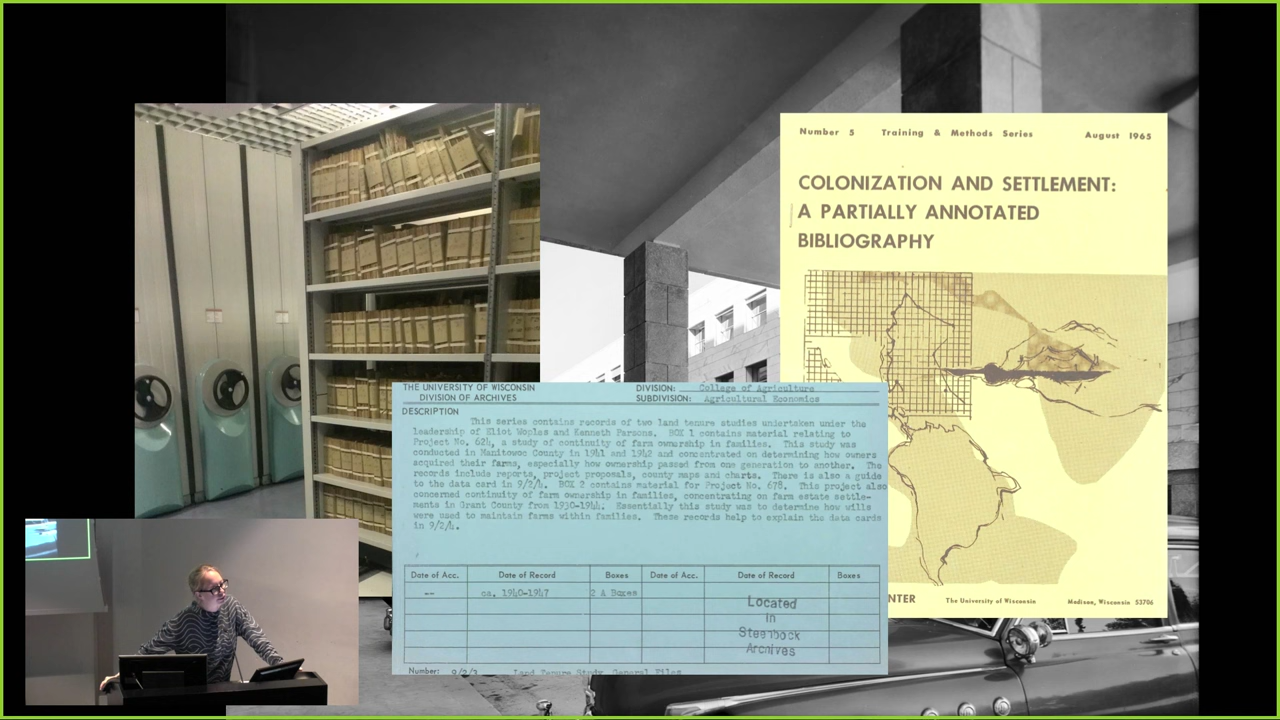 Number 5 Training & Methods Series August 1965
COLONIZATION AND SETTLEMENT:
A PARTIALLY ANNOTATED
BIBLIOGRAPHY
NTER The University of Wisconsin Madison, Wisconsin 53706
THE UNIVERSITY OF WISCONSIN
DIVISION OF ARCHIVES
DIVISION: College of Agriculture
SUBDIVISION: Agricultural Economics
DESCRIPTION
This series contains records of two land tenure studies undertaken under the
leadership of Eliot Woples and Kenneth Parsons. BOX 1 contains material relating to
Project No. 624, a study of continuity of farm ownership in families. This study was
conducted in Manitowoc County in 1941 and 1942 and concentrated on determining how owners
acquired their farms, especially how ownership passed from one generation to another. The
records include reports, project proposals, county maps and charts. There is also a guide
to the data card in 9/2/4. BOX 2 contains material for Project No. 678. This project also
concerned continuity of farm ownership in families, concentrating on farm estate settle-
ments in Grant County from 1930-1944. Essentially this study was to determine how wills
were used to maintain farms within families. These records help to explain the data cards
in 9/2/4.
Date of Acc. Date of Record Boxes Date of Acc. Date of Record Boxes
-- ca. 1940-1947 2 A Boxes
Located
in
Steenbock
Archives
Number: 9/2/3 Land Tenure Study, General Files